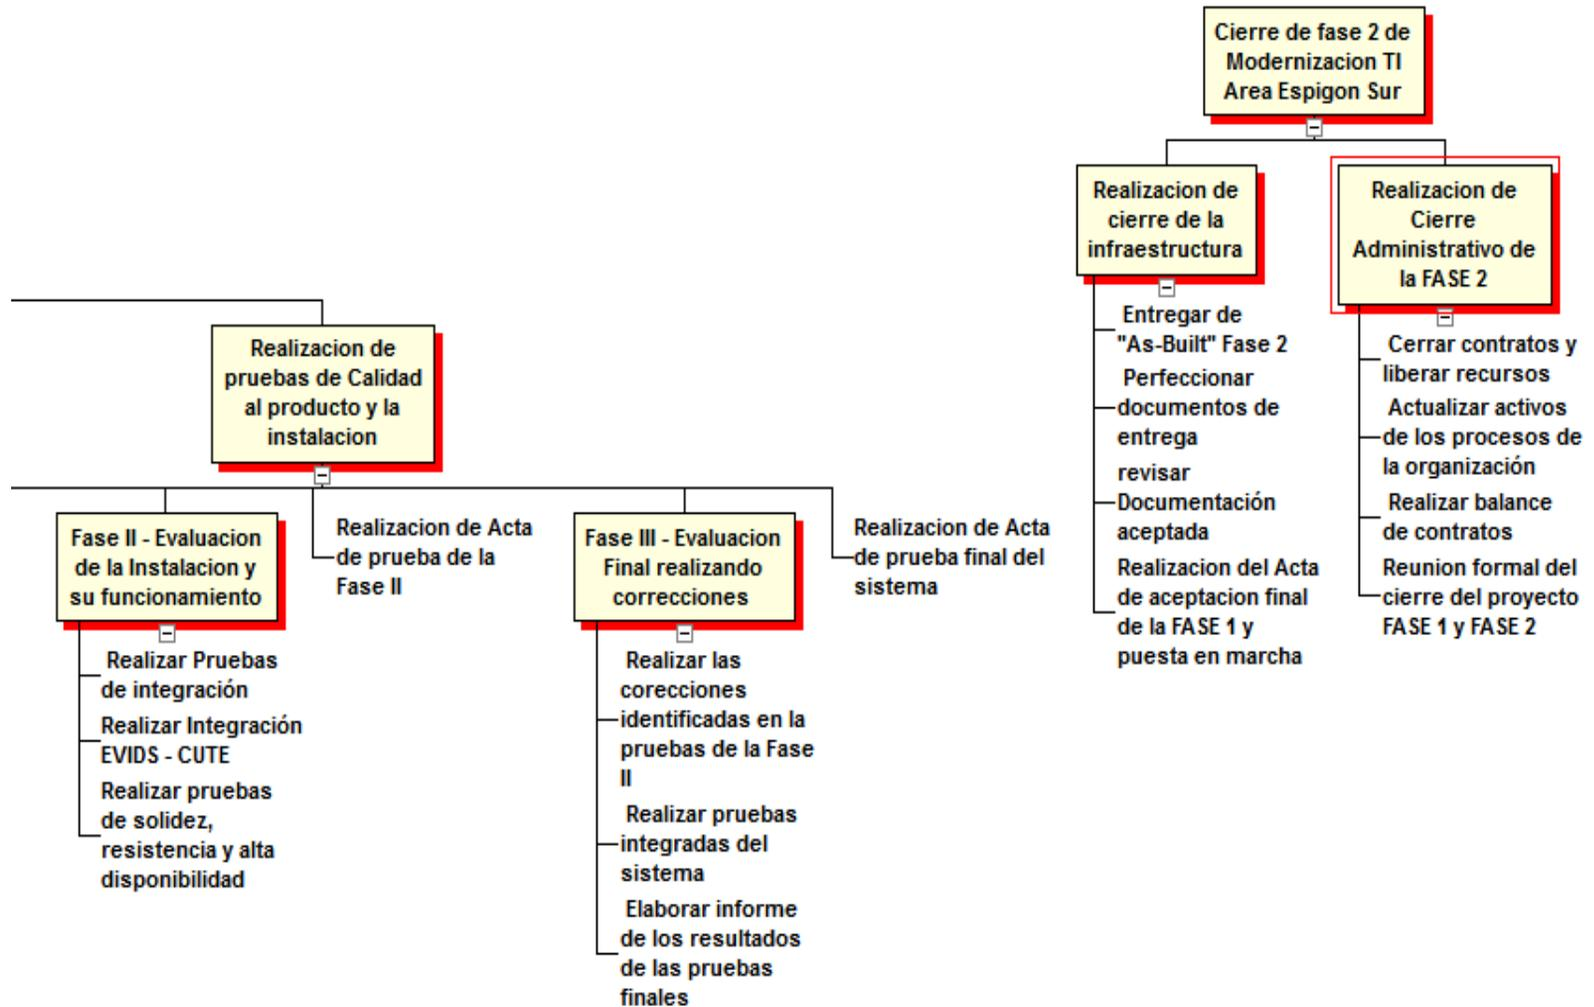 Cierre de fase 2 de
Modernizacion TI
Area Espigon Sur
Realizacion de
cierre de la
infraestructura
Entregar de
"As-Built" Fase 2
Perfeccionar
documentos de
entrega
revisar
Documentación
aceptada
Realizacion del Acta
de aceptacion final
de la FASE 1 y
puesta en marcha
Realizacion de
Cierre
Administrativo de
la FASE 2
Cerrar contratos y
liberar recursos
Actualizar activos
de los procesos de
la organización
Realizar balance
de contratos
Reunion formal del
cierre del proyecto
FASE 1 y FASE 2
Realizacion de
pruebas de Calidad
al producto y la
instalacion
Fase II - Evaluacion
de la Instalacion y
su funcionamiento
Realizar Pruebas
de integración
Realizar Integración
EVIDS - CUTE
Realizar pruebas
de solidez,
resistencia y alta
disponibilidad
Realizacion de Acta
de prueba de la
Fase II
Fase III - Evaluacion
Final realizando
correcciones
Realizar las
corecciones
identificadas en la
pruebas de la Fase
II
Realizar pruebas
integradas del
sistema
Elaborar informe
de los resultados
de las pruebas
finales
Realizacion de Acta
de prueba final del
sistema